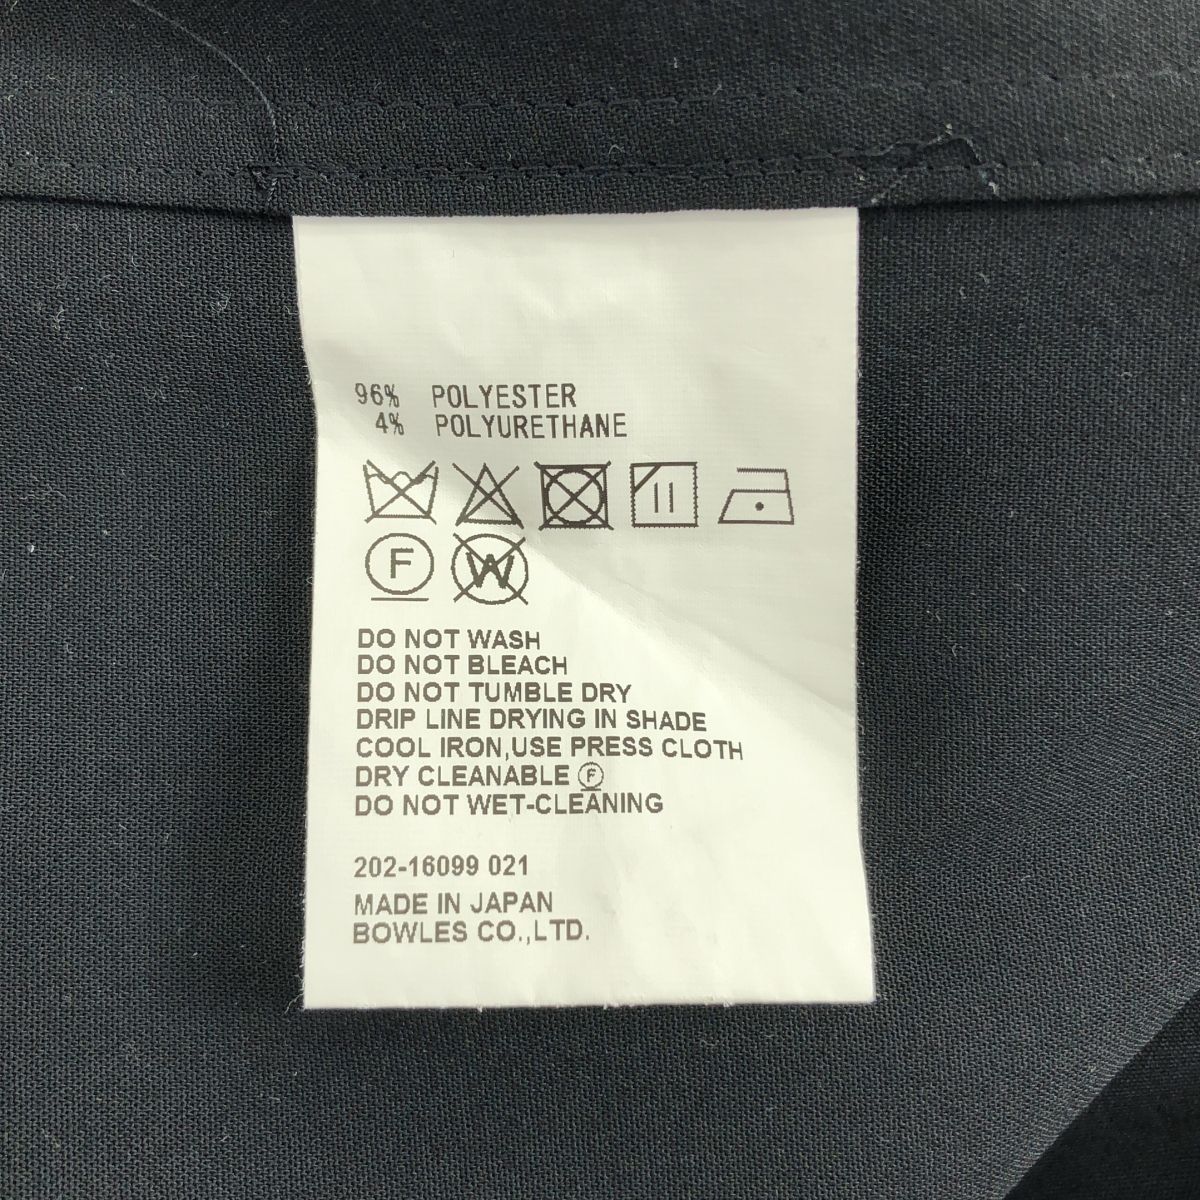 96% POLYESTER
4% POLYURETHANE
F W
DO NOT WASH
DO NOT BLEACH
DO NOT TUMBLE DRY
DRIP LINE DRYING IN SHADE
COOL IRON,USE PRESS CLOTH
DRY CLEANABLE Ⓕ
DO NOT WET-CLEANING
202-16099 021
MADE IN JAPAN
BOWLES CO.,LTD.